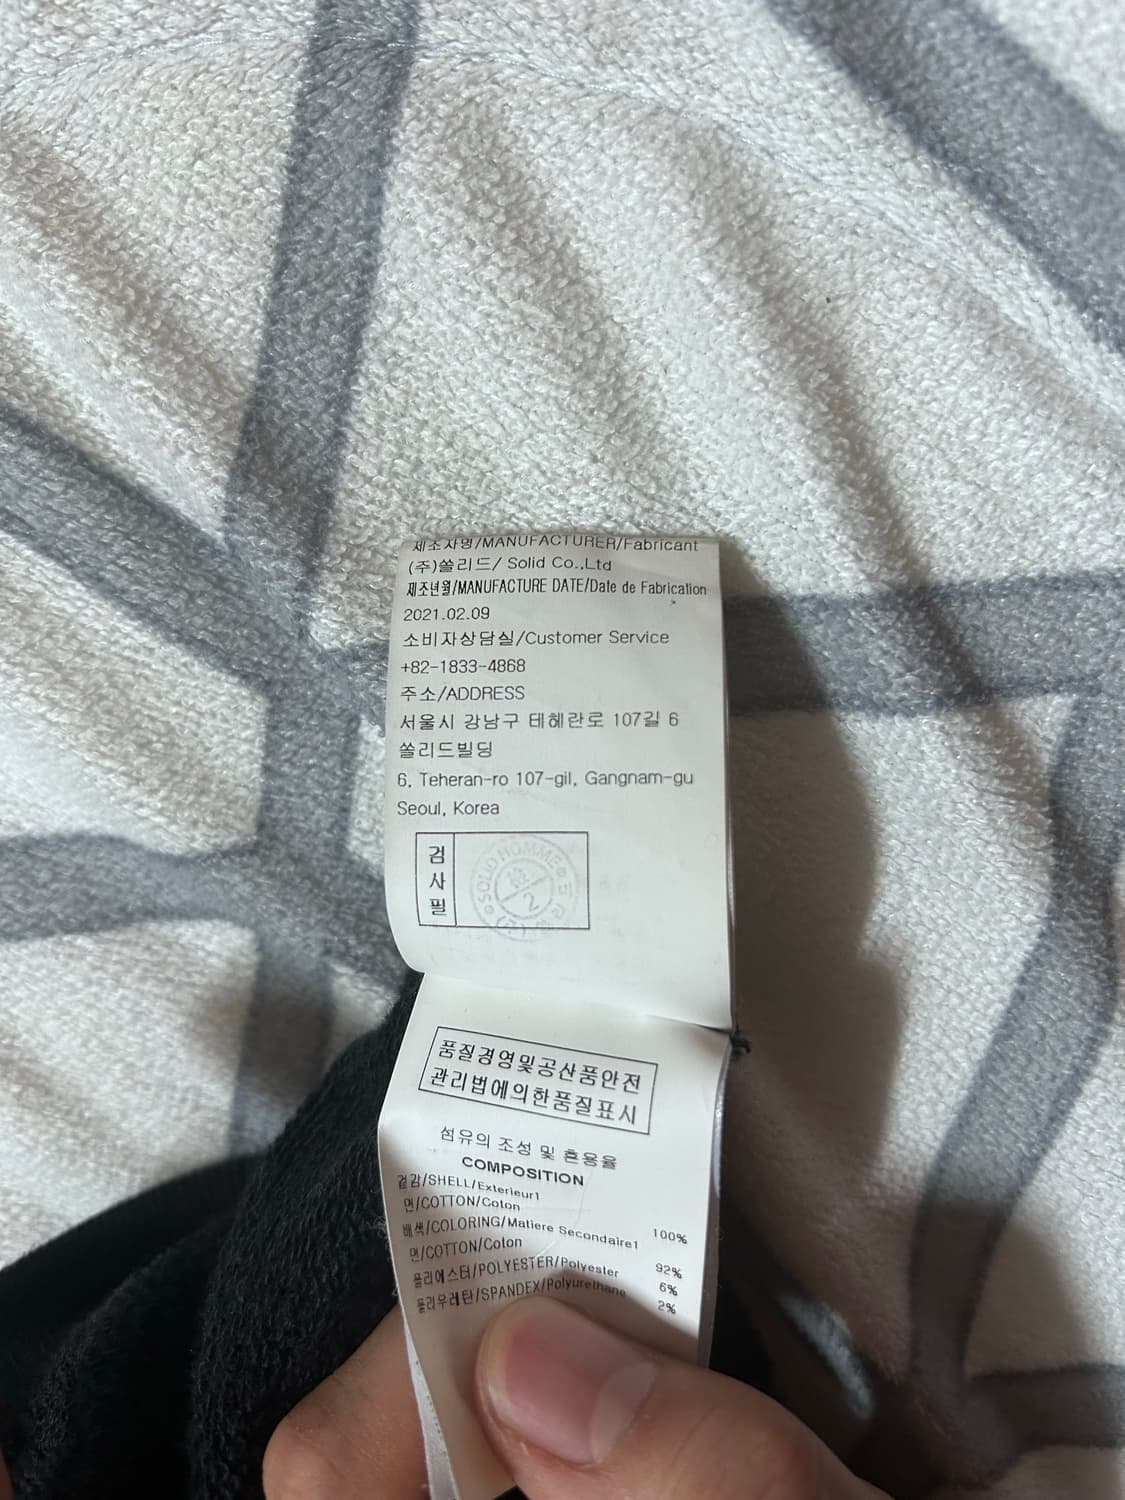 제조자명/MANUFACTURER/Fabricant
(주)쏠리드/ Solid Co.,Ltd
제조년월/MANUFACTURE DATE/Date de Fabrication
2021.02.09
소비자상담실/Customer Service
+82-1833-4868
주소/ADDRESS
서울시 강남구 테헤란로 107길 6
쏠리드빌딩
6, Teheran-ro 107-gil, Gangnam-gu
Seoul, Korea
검사필
SOLID HOMME
2
품질경영및공산품안전
관리법에의한품질표시
섬유의 조성 및 혼용율
COMPOSITION
겉감/SHELL/Exterieur1
면/COTTON/Coton 100%
배색/COLORING/Matiere Secondaire1
면/COTTON/Coton 92%
폴리에스터/POLYESTER/Polyester 6%
폴리우레탄/SPANDEX/Polyurethane 2%